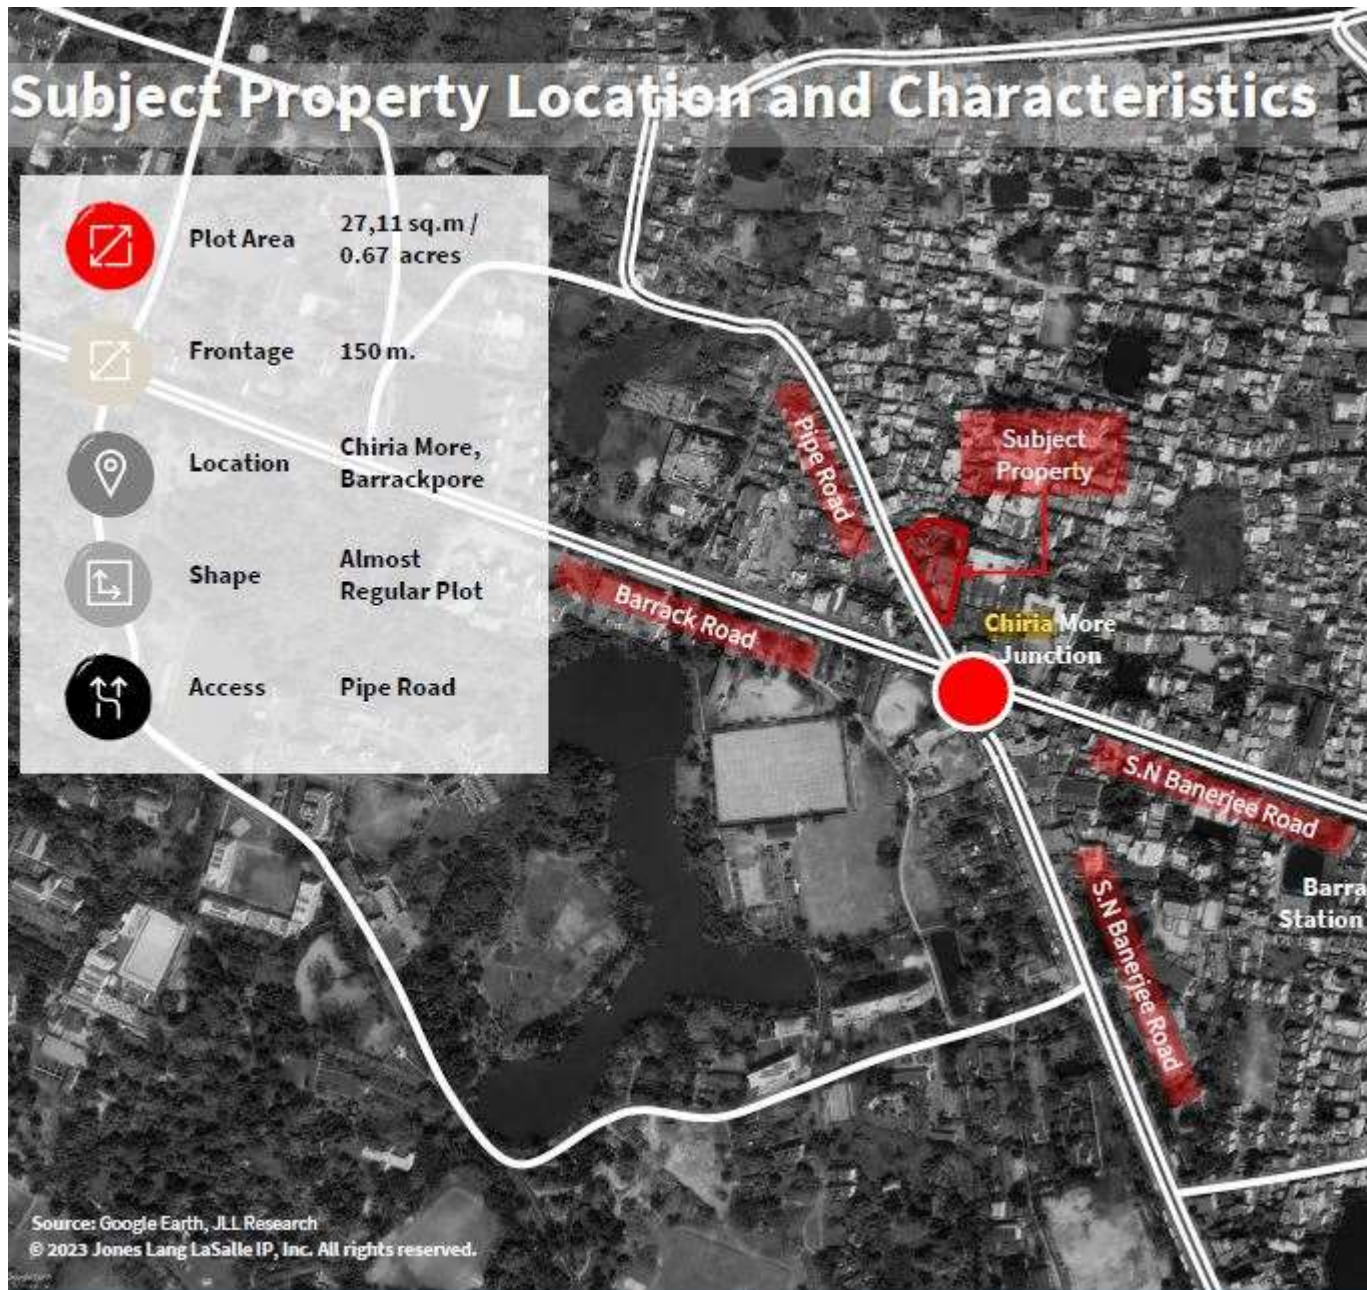 Subject Property Location and Characteristics
Plot Area
27,11 sq.m /
0.67 acres
Frontage
150 m.
Location
Chiria More,
Barrackpore
Shape
Almost
Regular Plot
Access
Pipe Road
Pipe Road
Subject
Property
Barrack Road
Chiria More
Junction
S.N Banerjee Road
S.N Banerjee Road
Barra
Station
Source: Google Earth, JLL Research
© 2023 Jones Lang LaSalle IP, Inc. All rights reserved.